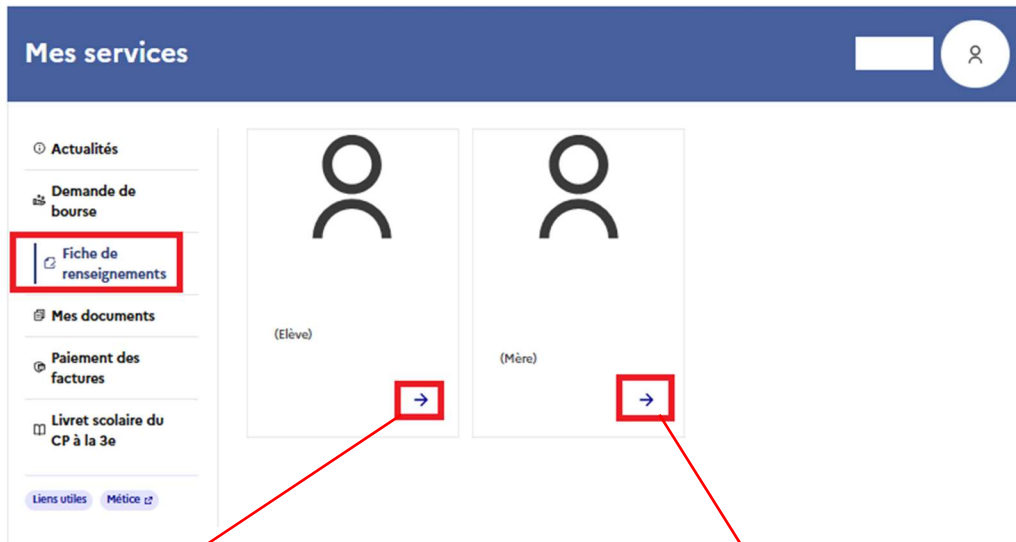 Mes services
Actualités
Demande de
bourse
Fiche de
renseignements
Mes documents
Paiement des
factures
Livret scolaire du
CP à la 3e
Liens utiles Métice
(Elève)
(Mère)